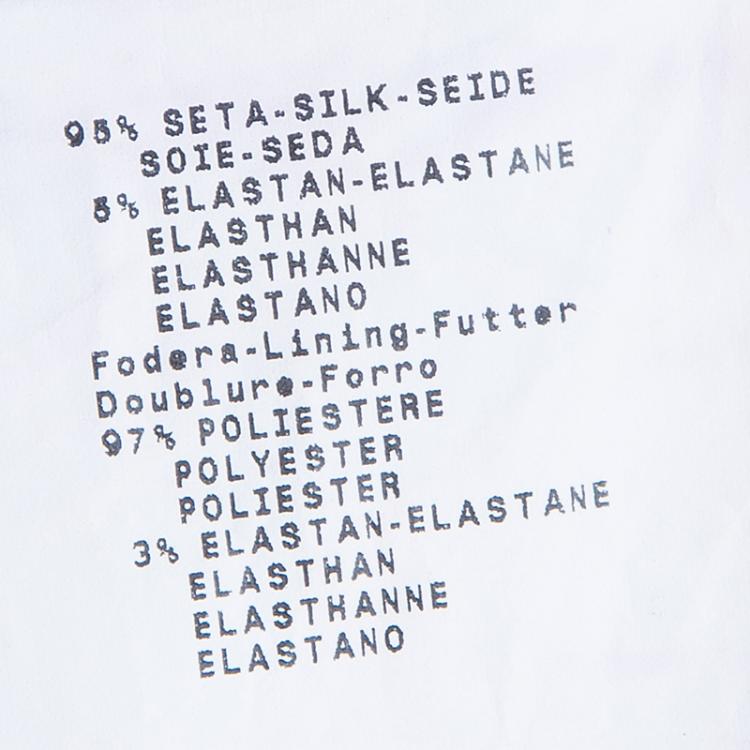 95% SETA-SILK-SEIDE
SOIE-SEDA
5% ELASTAN-ELASTANE
ELASTHAN
ELASTHANNE
ELASTANO
Fodera-Lining-Futter
Doublure-Forro
97% POLIESTERE
POLYESTER
POLIESTER
3% ELASTAN-ELASTANE
ELASTHAN
ELASTHANNE
ELASTANO